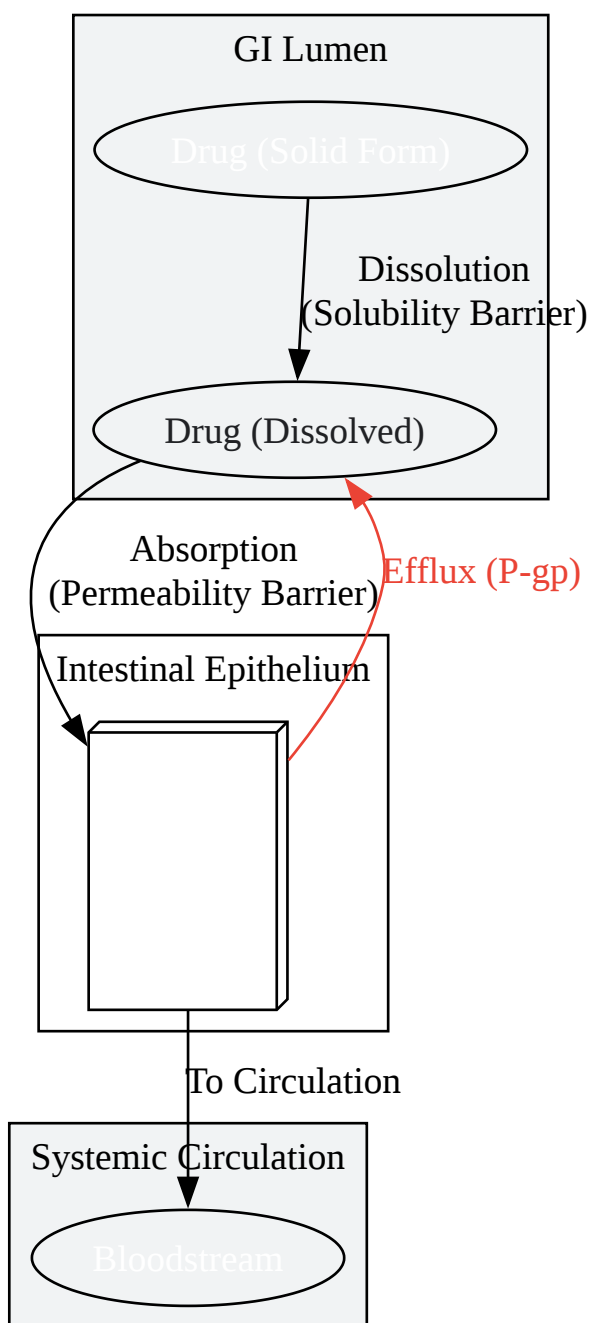 GI Lumen
Drug (Solid Form)
Dissolution
(Solubility Barrier)
Drug (Dissolved)
Absorption
(Permeability Barrier)
Efflux (P-gp)
Intestinal Epithelium
To Circulation
Systemic Circulation
Bloodstream